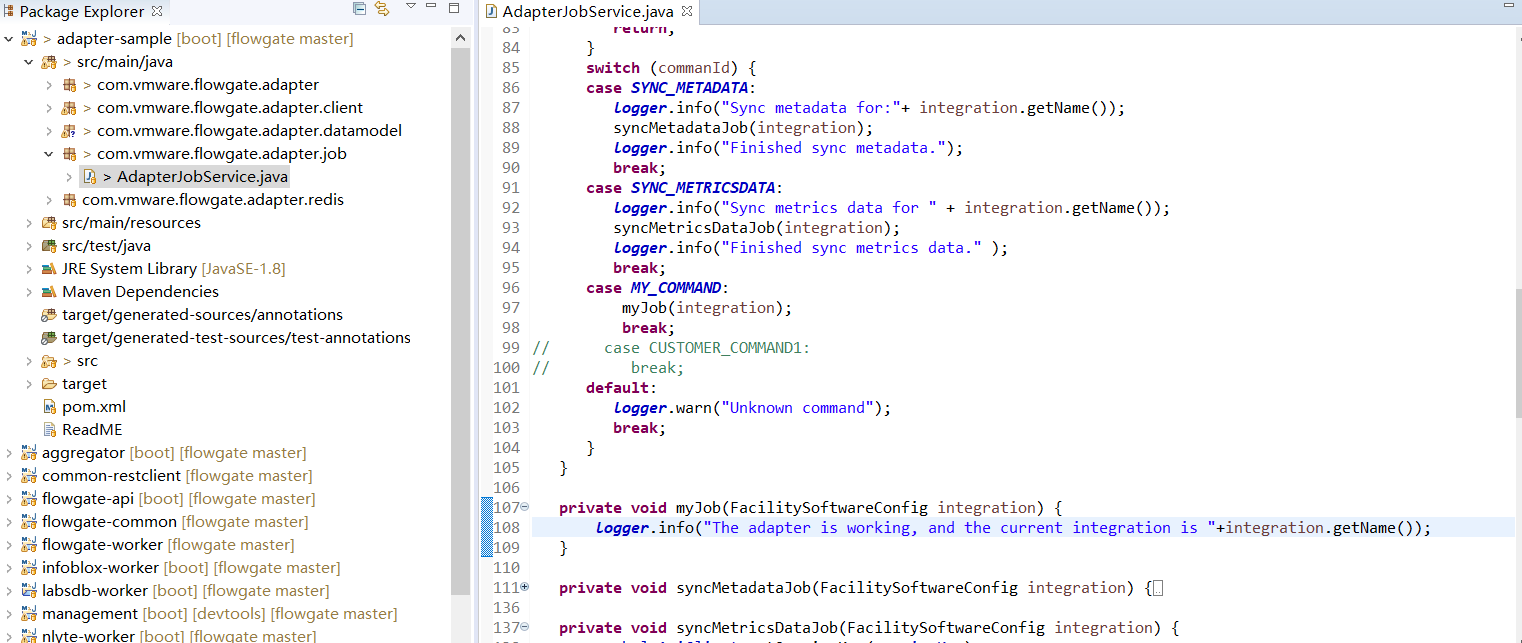 Package Explorer
> adapter-sample [boot] [flowgate master]
> src/main/java
> com.vmware.flowgate.adapter
> com.vmware.flowgate.adapter.client
> com.vmware.flowgate.adapter.datamodel
> com.vmware.flowgate.adapter.job
> AdapterJobService.java
com.vmware.flowgate.adapter.redis
src/main/resources
src/test/java
JRE System Library [JavaSE-1.8]
Maven Dependencies
target/generated-sources/annotations
target/generated-test-sources/test-annotations
> src
target
pom.xml
ReadME
aggregator [boot] [flowgate master]
common-restclient [flowgate master]
flowgate-api [boot] [flowgate master]
flowgate-common [flowgate master]
flowgate-worker [flowgate master]
infoblox-worker [boot] [flowgate master]
labsdb-worker [boot] [flowgate master]
management [boot] [devtools] [flowgate master]
nlyte-worker [boot] [flowgate master]
AdapterJobService.java
83 return;
84 }
85 switch (commanId) {
86 case SYNC_METADATA:
87 logger.info("Sync metadata for:"+ integration.getName());
88 syncMetadataJob(integration);
89 logger.info("Finished sync metadata.");
90 break;
91 case SYNC_METRICSDATA:
92 logger.info("Sync metrics data for " + integration.getName());
93 syncMetricsDataJob(integration);
94 logger.info("Finished sync metrics data." );
95 break;
96 case MY_COMMAND:
97 myJob(integration);
98 break;
99 // case CUSTOMER_COMMAND1:
100 // break;
101 default:
102 logger.warn("Unknown command");
103 break;
104 }
105 }
106
107 private void myJob(FacilitySoftwareConfig integration) {
108 logger.info("The adapter is working, and the current integration is "+integration.getName());
109 }
110
111 private void syncMetadataJob(FacilitySoftwareConfig integration) {
136
137 private void syncMetricsDataJob(FacilitySoftwareConfig integration) {